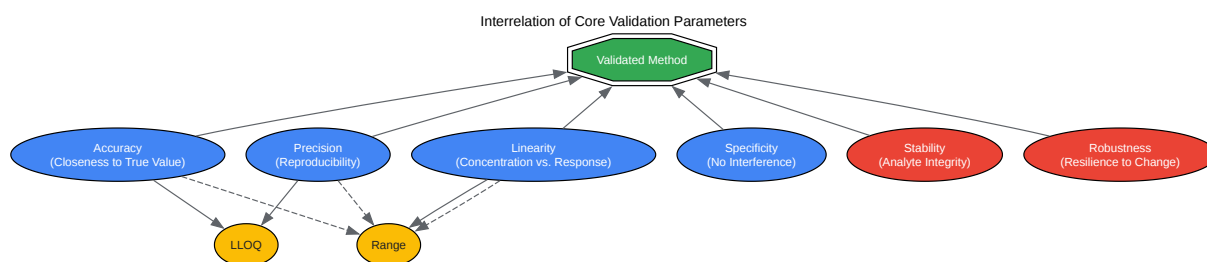 Interrelation of Core Validation Parameters
Validated Method
Accuracy
(Closeness to True Value)
Precision
(Reproducibility)
Linearity
(Concentration vs. Response)
Specificity
(No Interference)
Stability
(Analyte Integrity)
Robustness
(Resilience to Change)
LLOQ
Range